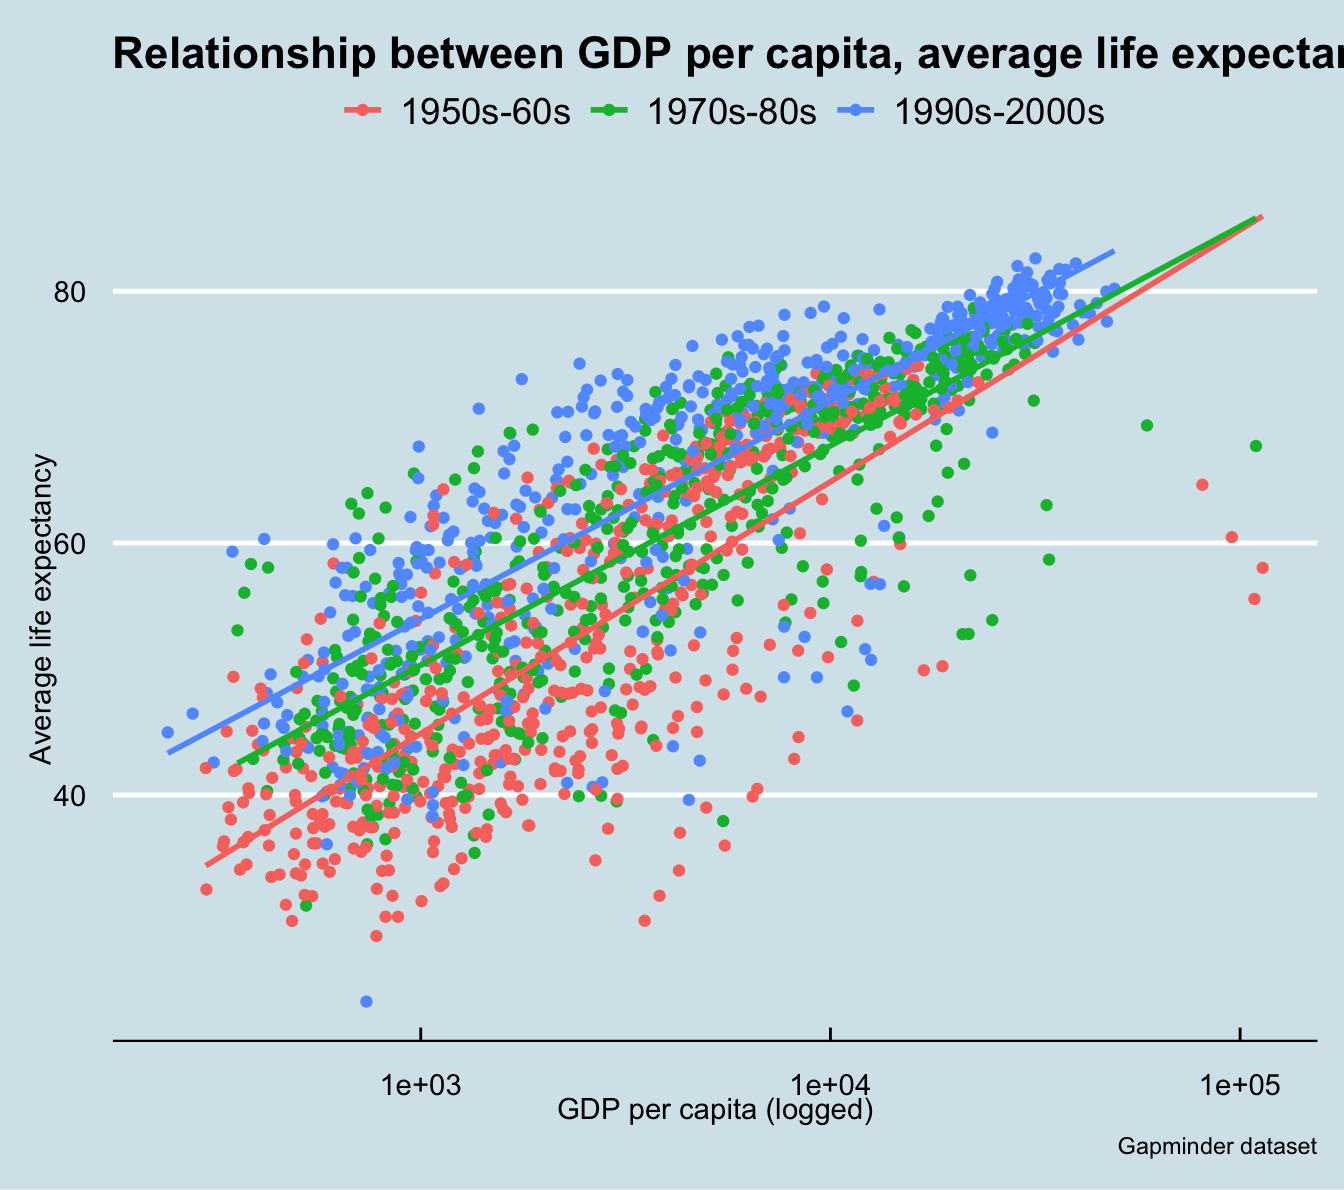 Relationship between GDP per capita, average life expecta
1950s-60s 1970s-80s 1990s-2000s
Average life expectancy
80
60
40
1e+03 1e+04 1e+05
GDP per capita (logged)
Gapminder dataset